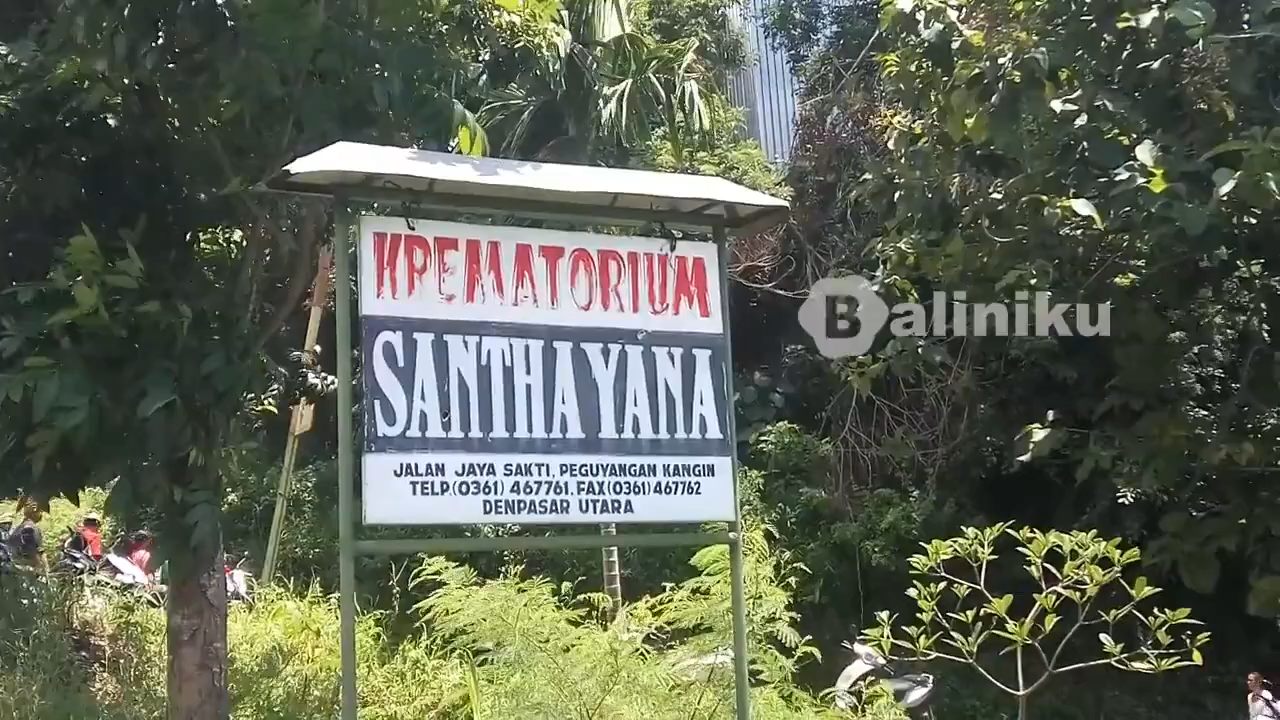 KREMATORIUM
SANTHAYANA
JALAN JAYA SAKTI, PEGUYANGAN KANGIN
TELP.(0361) 467761. FAX(0361)467762
DENPASAR UTARA
Baliniku